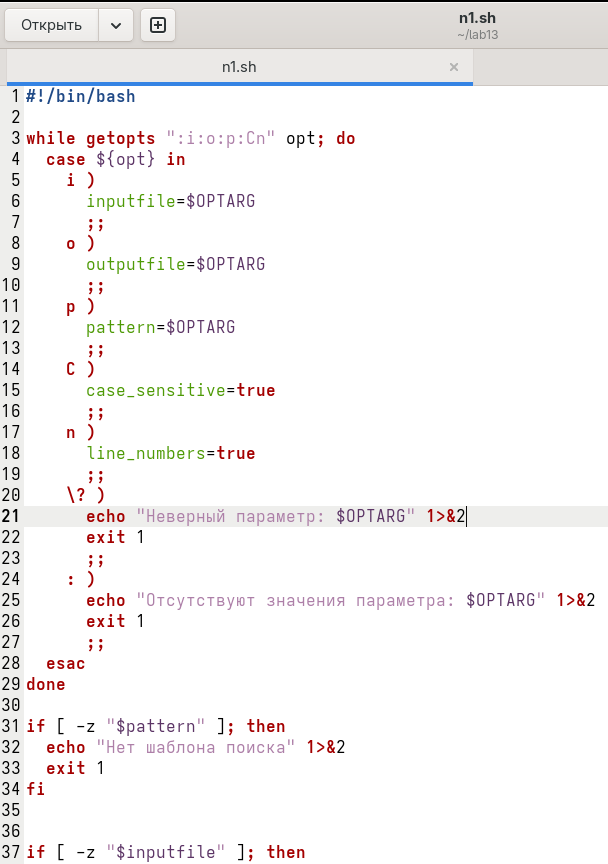 Открыть
n1.sh
~/lab13
n1.sh ×
1 #!/bin/bash
2
3 while getopts ":i:o:p:Cn" opt; do
4   case ${opt} in
5     i )
6       inputfile=$OPTARG
7       ;;
8     o )
9       outputfile=$OPTARG
10       ;;
11     p )
12       pattern=$OPTARG
13       ;;
14     C )
15       case_sensitive=true
16       ;;
17     n )
18       line_numbers=true
19       ;;
20     \? )
21       echo "Неверный параметр: $OPTARG" 1>&2
22       exit 1
23       ;;
24     : )
25       echo "Отсутствуют значения параметра: $OPTARG" 1>&2
26       exit 1
27       ;;
28   esac
29 done
30
31 if [ -z "$pattern" ]; then
32   echo "Нет шаблона поиска" 1>&2
33   exit 1
34 fi
35
36
37 if [ -z "$inputfile" ]; then